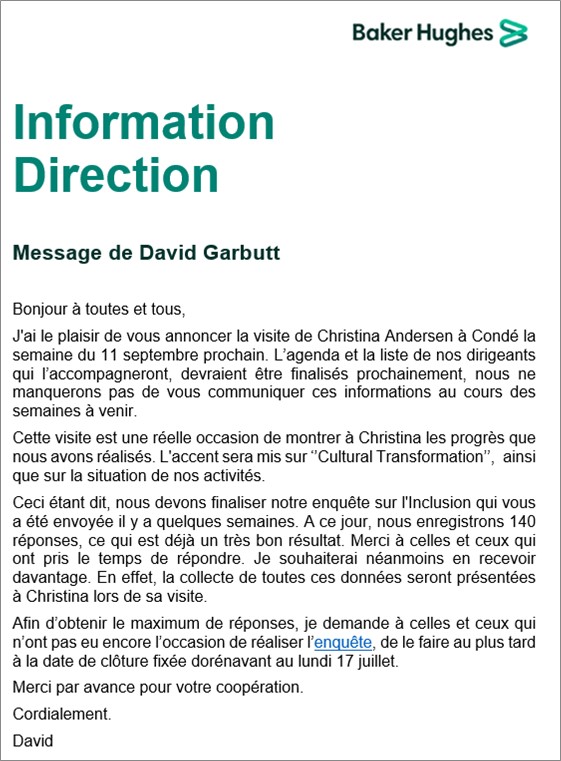 Baker Hughes
Information
Direction
Message de David Garbutt
Bonjour à toutes et tous,
J'ai le plaisir de vous annoncer la visite de Christina Andersen à Condé la
semaine du 11 septembre prochain. L’agenda et la liste de nos dirigeants
qui l’accompagneront, devraient être finalisés prochainement, nous ne
manquerons pas de vous communiquer ces informations au cours des
semaines à venir.
Cette visite est une réelle occasion de montrer à Christina les progrès que
nous avons réalisés. L'accent sera mis sur ‘’Cultural Transformation’’, ainsi
que sur la situation de nos activités.
Ceci étant dit, nous devons finaliser notre enquête sur l'Inclusion qui vous
a été envoyée il y a quelques semaines. A ce jour, nous enregistrons 140
réponses, ce qui est déjà un très bon résultat. Merci à celles et ceux qui
ont pris le temps de répondre. Je souhaiterai néanmoins en recevoir
davantage. En effet, la collecte de toutes ces données seront présentées
à Christina lors de sa visite.
Afin d’obtenir le maximum de réponses, je demande à celles et ceux qui
n’ont pas eu encore l’occasion de réaliser l’enquête, de le faire au plus tard
à la date de clôture fixée dorénavant au lundi 17 juillet.
Merci par avance pour votre coopération.
Cordialement.
David